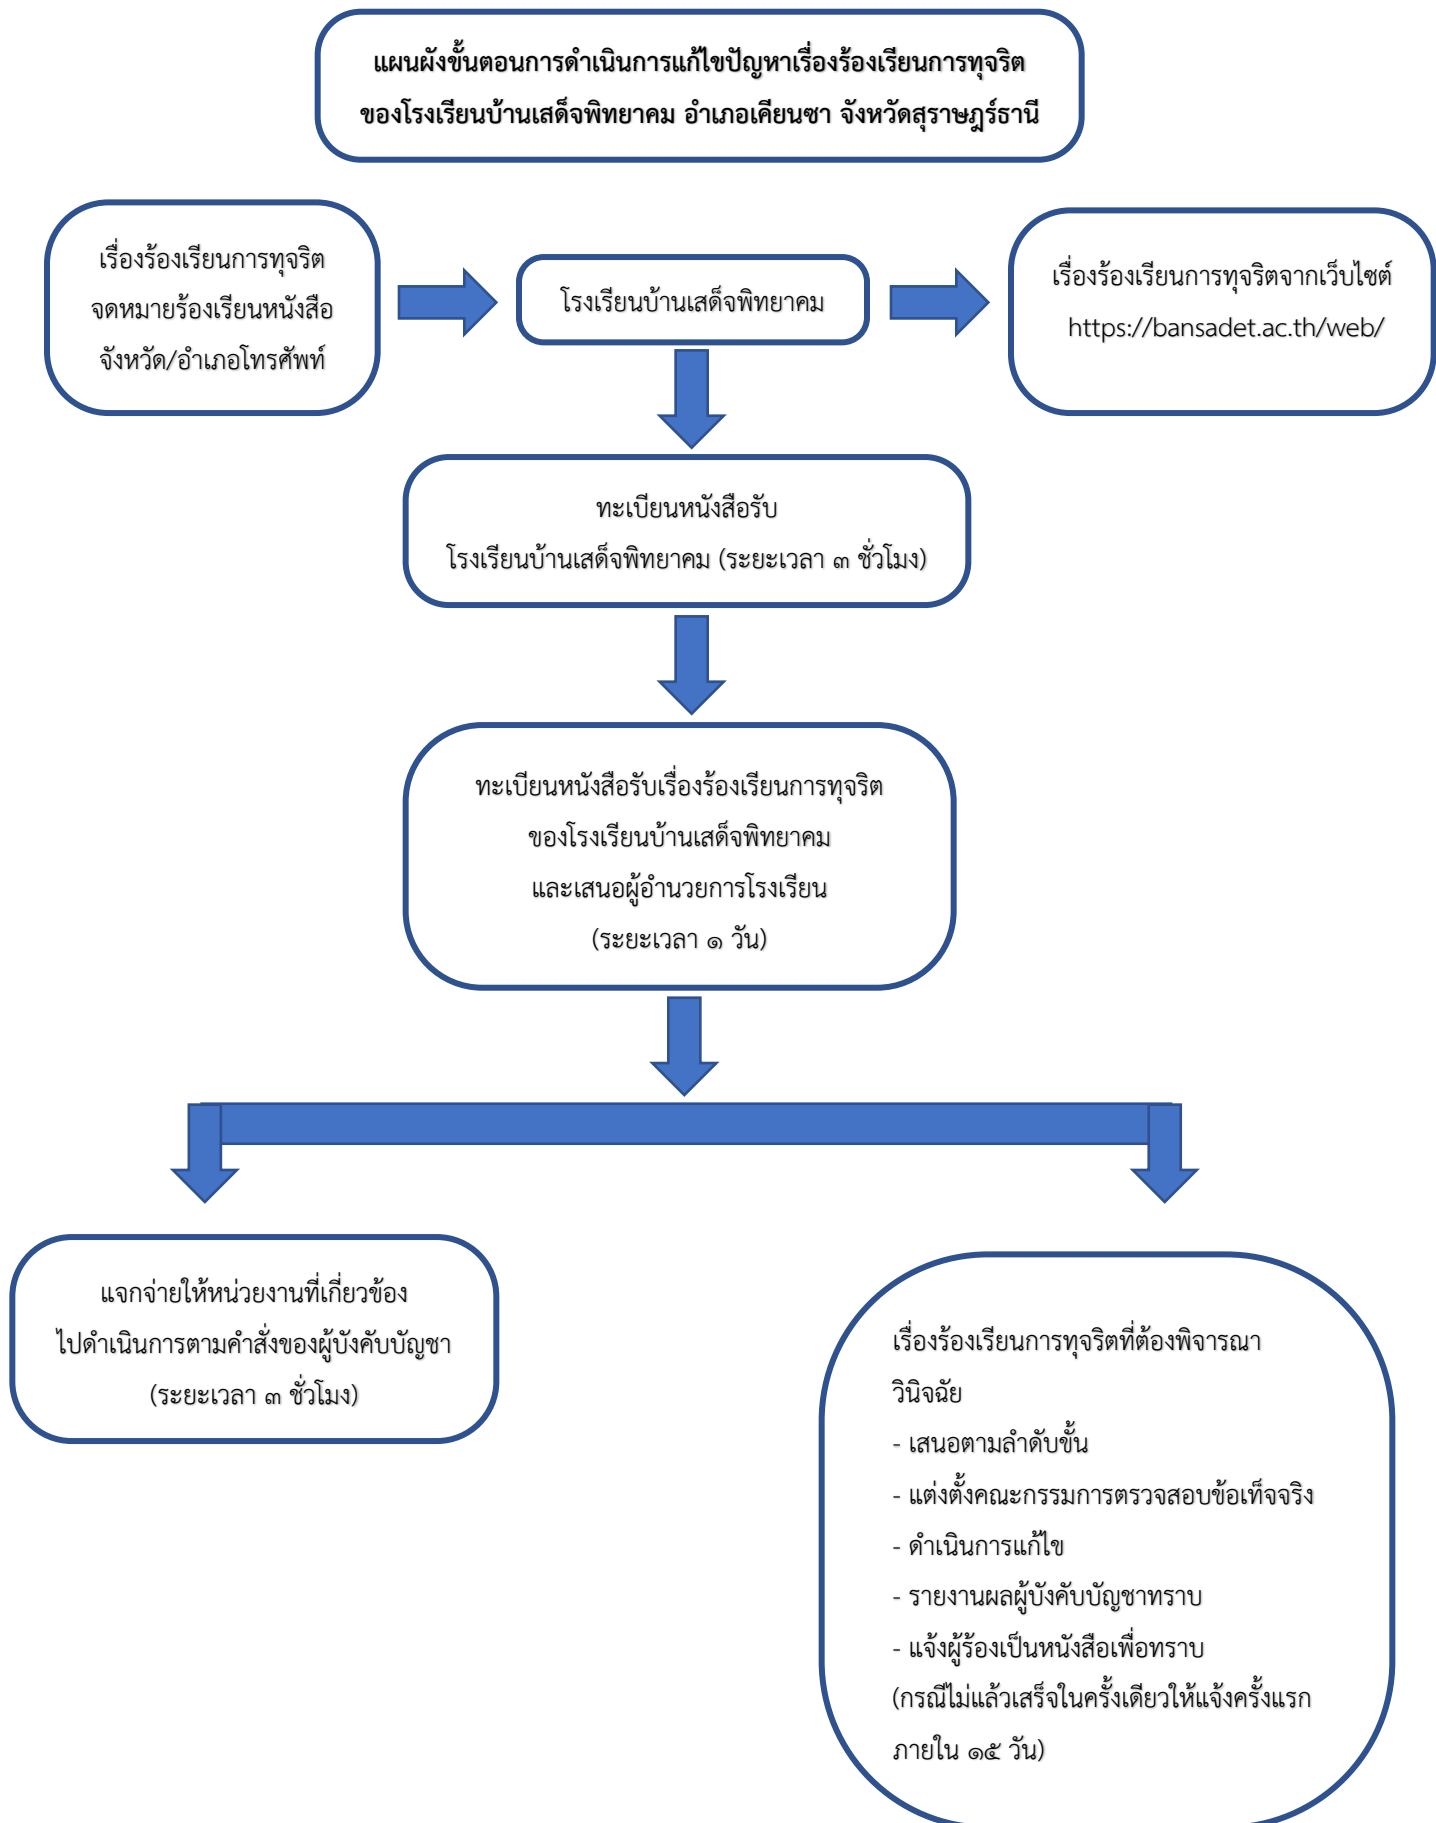 แผนผังขั้นตอนการดำเนินการแก้ไขปัญหาเรื่องร้องเรียนการทุจริต
ของโรงเรียนบ้านเสด็จพิทยาคม อำเภอเคียนซา จังหวัดสุราษฎร์ธานี
เรื่องร้องเรียนการทุจริต
จดหมายร้องเรียนหนังสือ
จังหวัด/อำเภอโทรศัพท์
โรงเรียนบ้านเสด็จพิทยาคม
เรื่องร้องเรียนการทุจริตจากเว็บไซต์
https://bansadet.ac.th/web/
ทะเบียนหนังสือรับ
โรงเรียนบ้านเสด็จพิทยาคม (ระยะเวลา ๓ ชั่วโมง)
ทะเบียนหนังสือรับเรื่องร้องเรียนการทุจริต
ของโรงเรียนบ้านเสด็จพิทยาคม
และเสนอผู้อำนวยการโรงเรียน
(ระยะเวลา ๑ วัน)
แจกจ่ายให้หน่วยงานที่เกี่ยวข้อง
ไปดำเนินการตามคำสั่งของผู้บังคับบัญชา
(ระยะเวลา ๓ ชั่วโมง)
เรื่องร้องเรียนการทุจริตที่ต้องพิจารณา
วินิจฉัย
- เสนอตามลำดับขั้น
- แต่งตั้งคณะกรรมการตรวจสอบข้อเท็จจริง
- ดำเนินการแก้ไข
- รายงานผลผู้บังคับบัญชาทราบ
- แจ้งผู้ร้องเป็นหนังสือเพื่อทราบ
(กรณีไม่แล้วเสร็จในครั้งเดียวให้แจ้งครั้งแรก
ภายใน ๑๕ วัน)